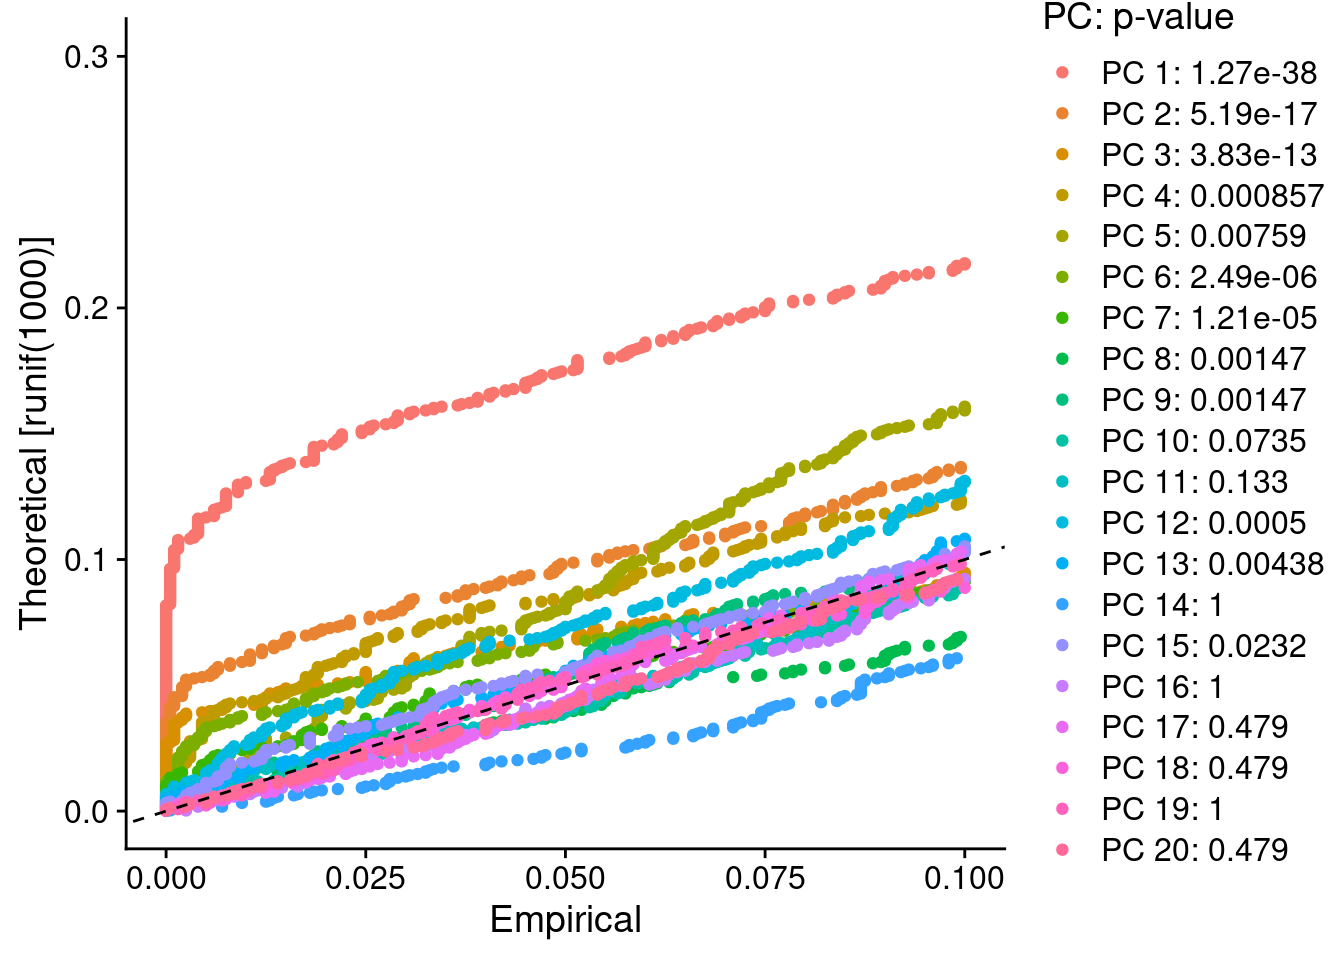 PC: p-value
PC 1: 1.27e-38
PC 2: 5.19e-17
PC 3: 3.83e-13
PC 4: 0.000857
PC 5: 0.00759
PC 6: 2.49e-06
PC 7: 1.21e-05
PC 8: 0.00147
PC 9: 0.00147
PC 10: 0.0735
PC 11: 0.133
PC 12: 0.0005
PC 13: 0.00438
PC 14: 1
PC 15: 0.0232
PC 16: 1
PC 17: 0.479
PC 18: 0.479
PC 19: 1
PC 20: 0.479
Theoretical [runif(1000)]
0.3
0.2
0.1
0.0
0.000 0.025 0.050 0.075 0.100
Empirical